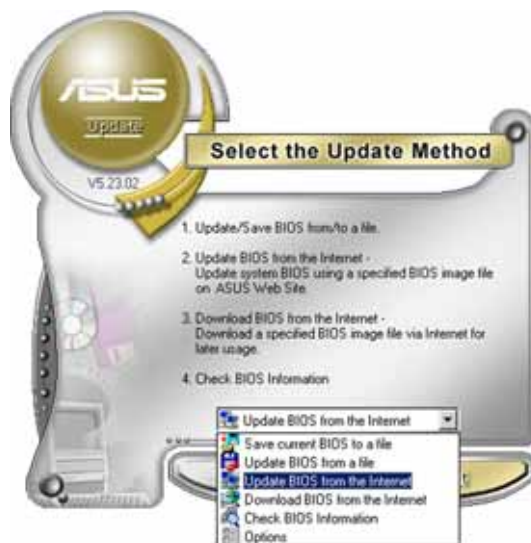 ASUS
Update
V5.23.02
Select the Update Method
1. Update/Save BIOS from/to a file.
2. Update BIOS from the Internet -
Update system BIOS using a specified BIOS image file
on ASUS Web Site.
3. Download BIOS from the Internet -
Download a specified BIOS image file via Internet for
later usage.
4. Check BIOS Information
Update BIOS from the Internet
Save current BIOS to a file
Update BIOS from a file
Update BIOS from the Internet
Download BIOS from the Internet
Check BIOS Information
Options